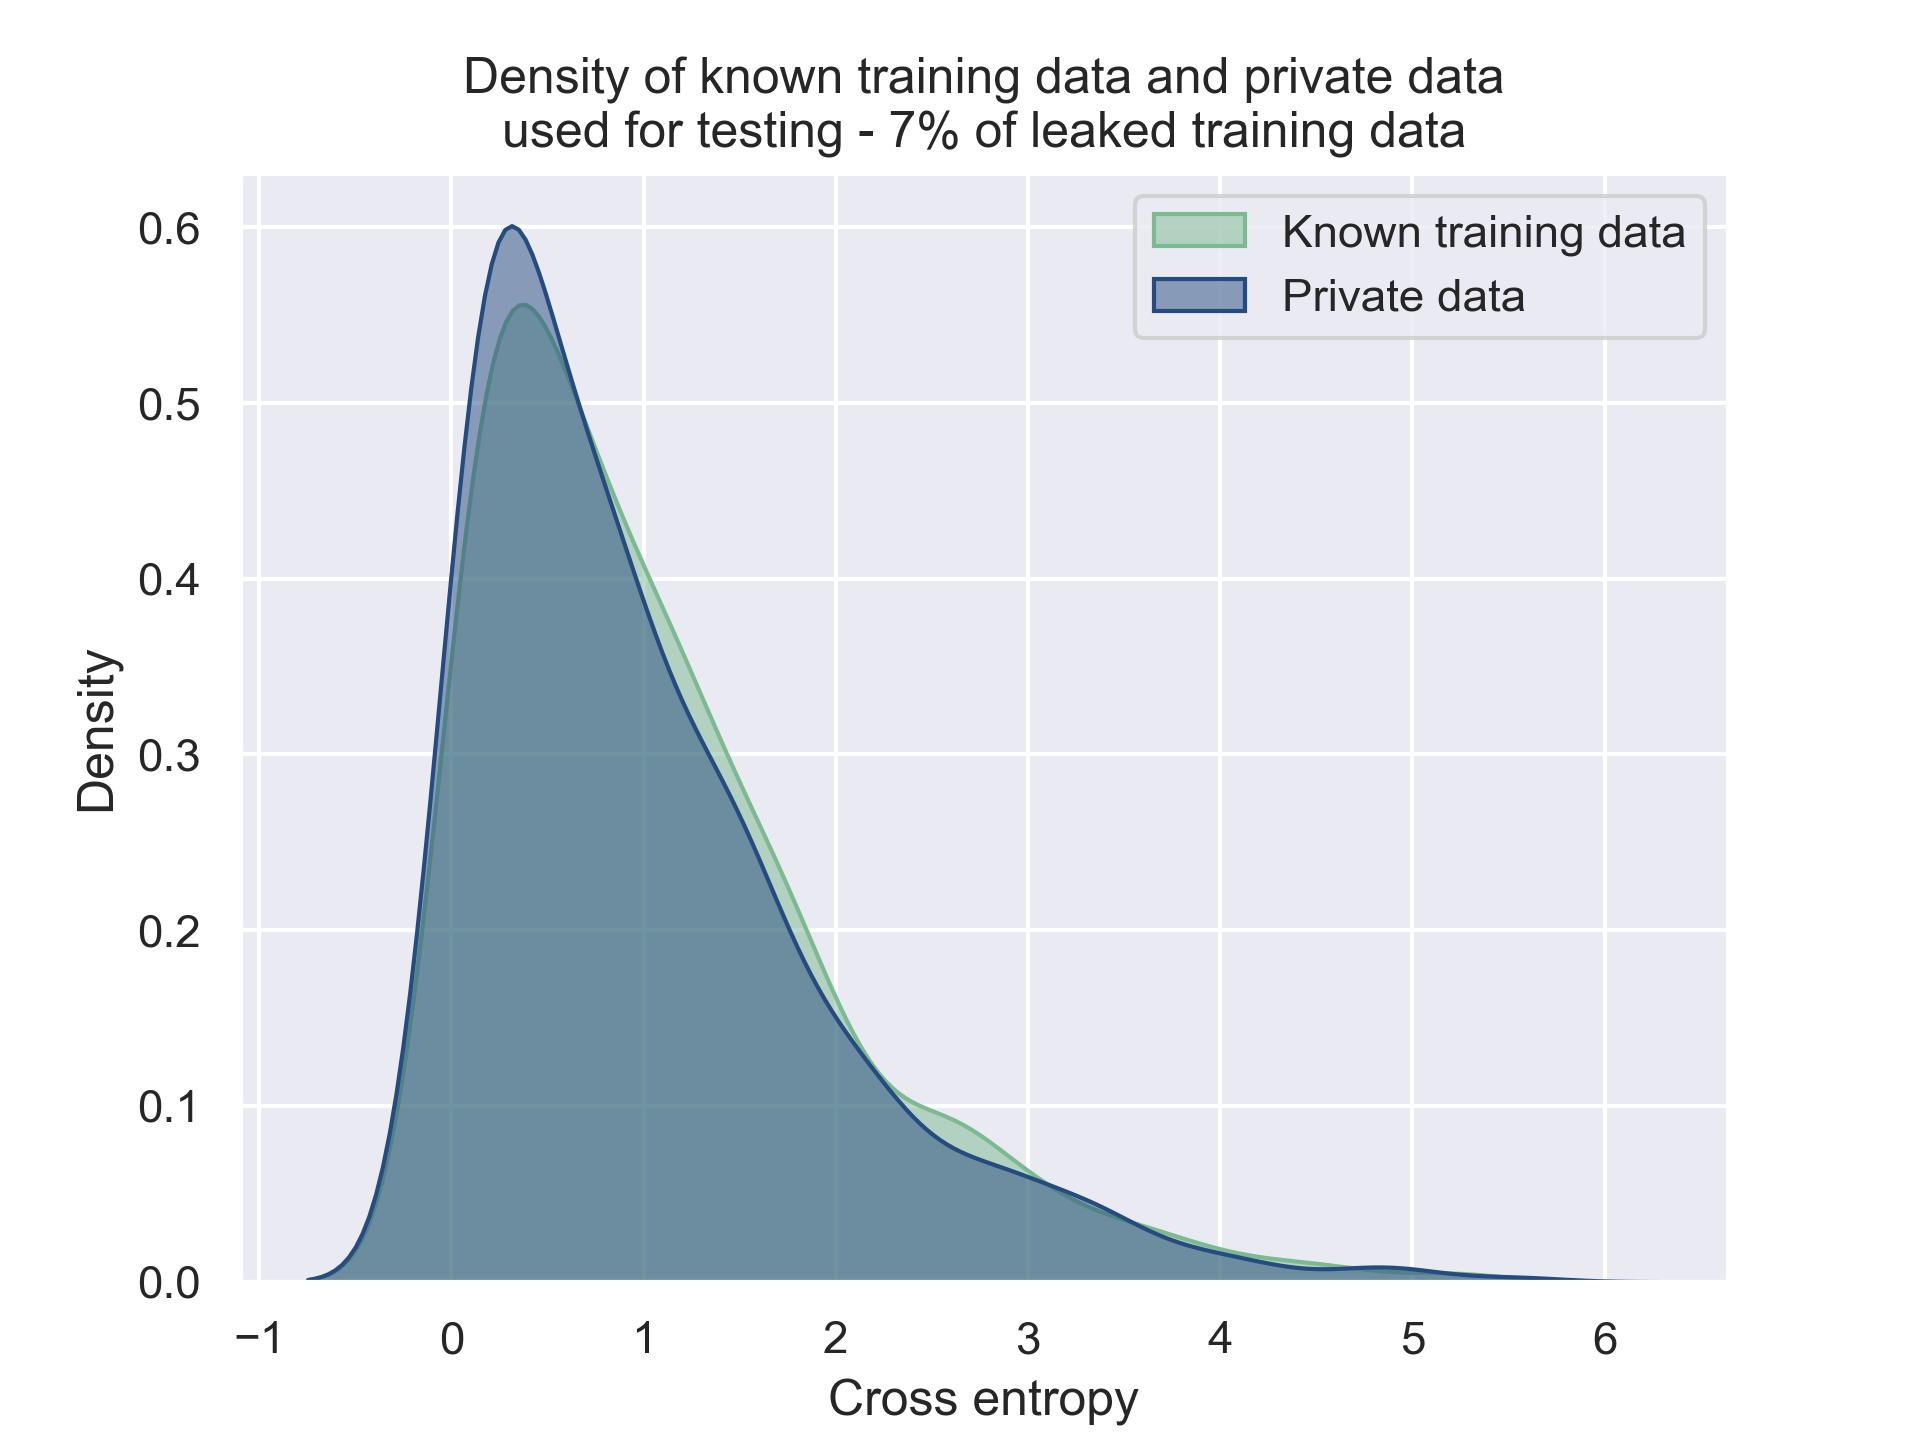 Density of known training data and private data
used for testing - 7% of leaked training data
Known training data
Private data
Density
0.6
0.5
0.4
0.3
0.2
0.1
0.0
−1 0 1 2 3 4 5 6
Cross entropy